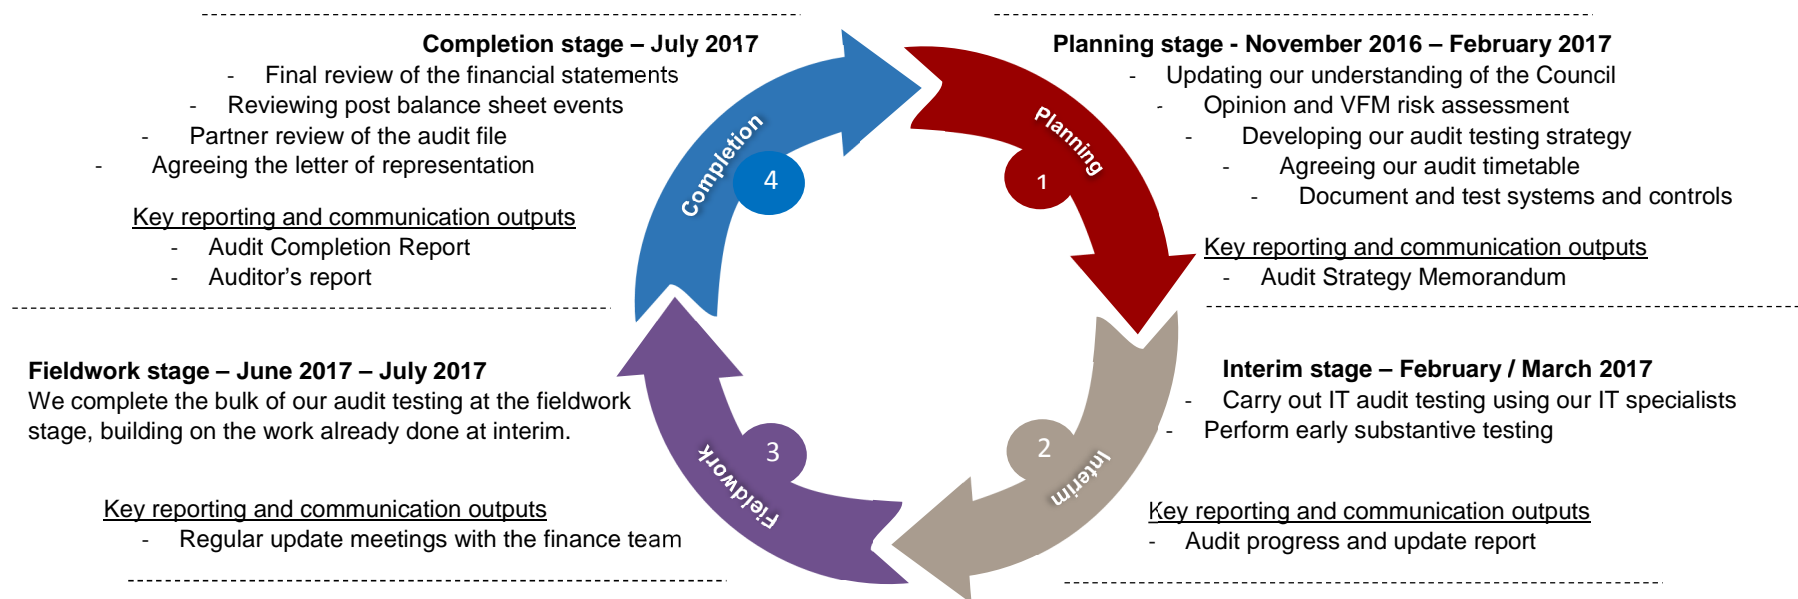 Completion stage – July 2017
- Final review of the financial statements
- Reviewing post balance sheet events
- Partner review of the audit file
- Agreeing the letter of representation
Key reporting and communication outputs
- Audit Completion Report
- Auditor’s report
Planning stage - November 2016 – February 2017
- Updating our understanding of the Council
- Opinion and VFM risk assessment
- Developing our audit testing strategy
- Agreeing our audit timetable
- Document and test systems and controls
Key reporting and communication outputs
- Audit Strategy Memorandum
Completion
4
Planning
1
Fieldwork stage – June 2017 – July 2017
We complete the bulk of our audit testing at the fieldwork
stage, building on the work already done at interim.
Key reporting and communication outputs
- Regular update meetings with the finance team
3
Fieldwork
2
Interim
Interim stage – February / March 2017
- Carry out IT audit testing using our IT specialists
- Perform early substantive testing
Key reporting and communication outputs
- Audit progress and update report